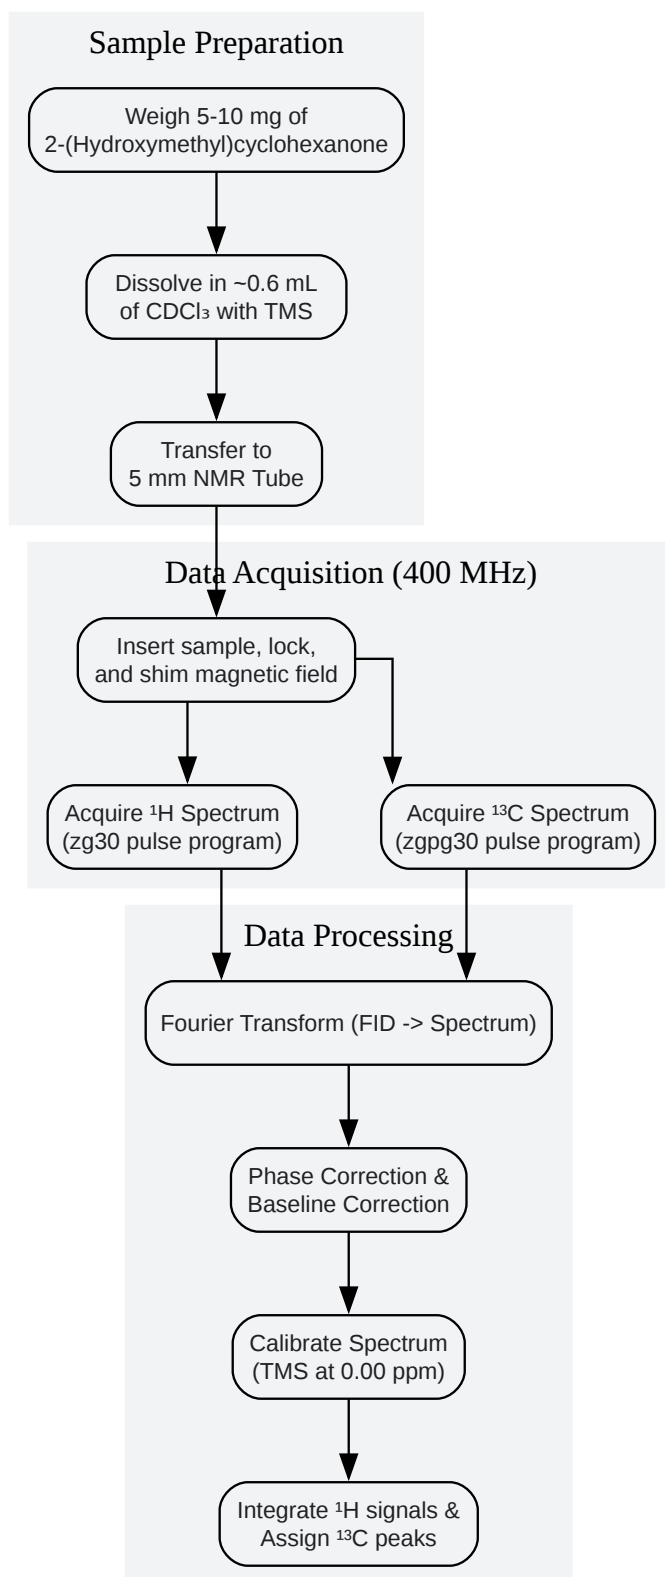 Sample Preparation
Weigh 5-10 mg of
2-(Hydroxymethyl)cyclohexanone
Dissolve in ~0.6 mL
of CDCl₃ with TMS
Transfer to
5 mm NMR Tube
Data Acquisition (400 MHz)
Insert sample, lock,
and shim magnetic field
Acquire ¹H Spectrum
(zg30 pulse program)
Acquire ¹³C Spectrum
(zgpg30 pulse program)
Data Processing
Fourier Transform (FID -> Spectrum)
Phase Correction &
Baseline Correction
Calibrate Spectrum
(TMS at 0.00 ppm)
Integrate ¹H signals &
Assign ¹³C peaks